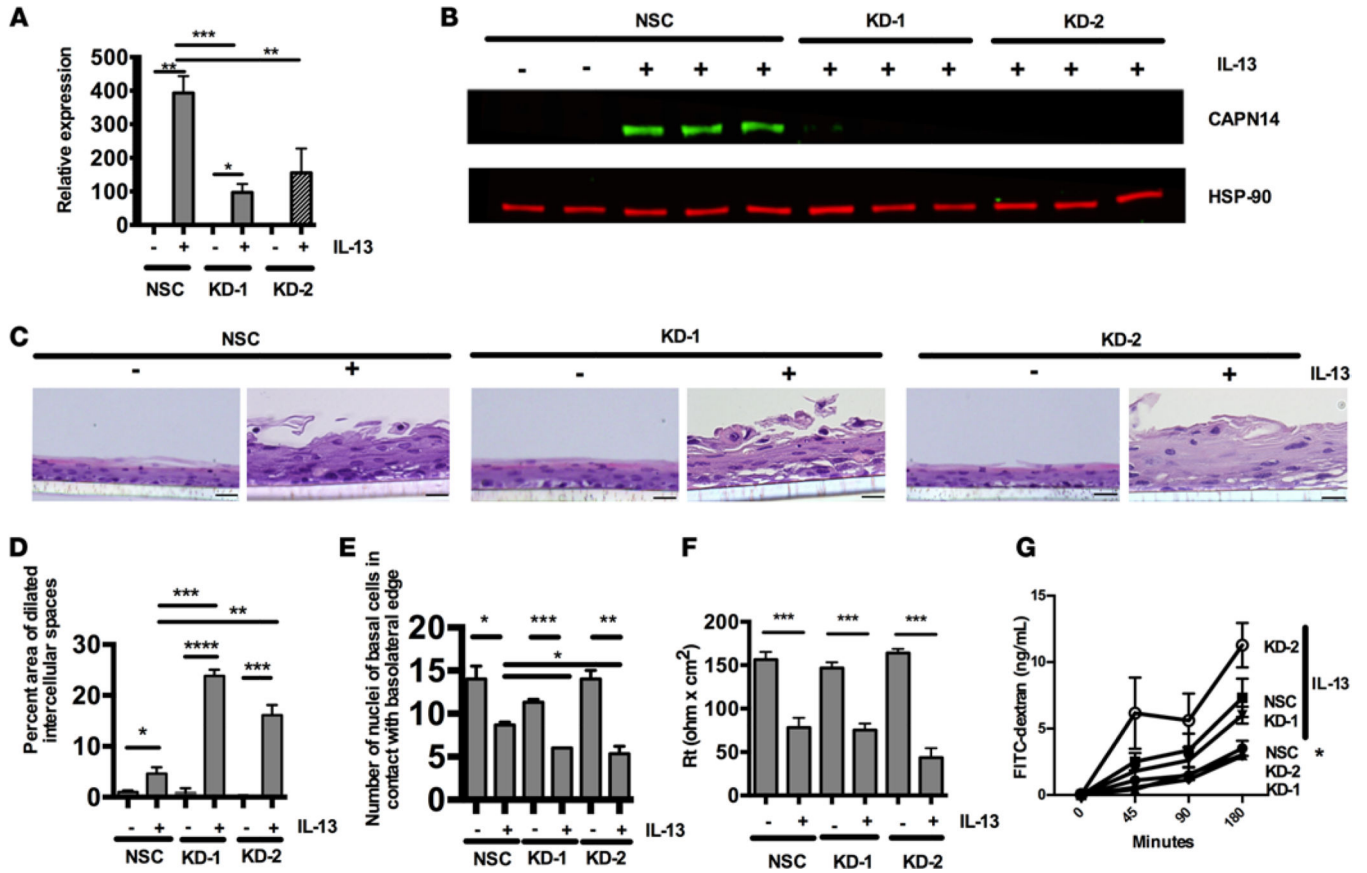 A
Relative expression
500
400
300
200
100
0
***
**
**
*
- + - + - + IL-13
NSC KD-1 KD-2
B
NSC KD-1 KD-2
- - + + + + + + + + + IL-13
CAPN14
HSP-90
C
NSC KD-1 KD-2
- + - + - + IL-13
D
Percent area of dilated
intercellular spaces
30
20
10
0
***
**
****
***
*
- + - + - + IL-13
NSC KD-1 KD-2
E
Number of nuclei of basal cells in
contact with basolateral edge
20
15
10
5
0
* *** **
*
- + - + - + IL-13
NSC KD-1 KD-2
F
Rt (ohm x cm²)
200
150
100
50
0
*** *** ***
- + - + - + IL-13
NSC KD-1 KD-2
G
FITC-dextran (ng/mL)
15
10
5
0
0 45 90 180
Minutes
KD-2
NSC
KD-1
IL-13
NSC
KD-2
KD-1
*